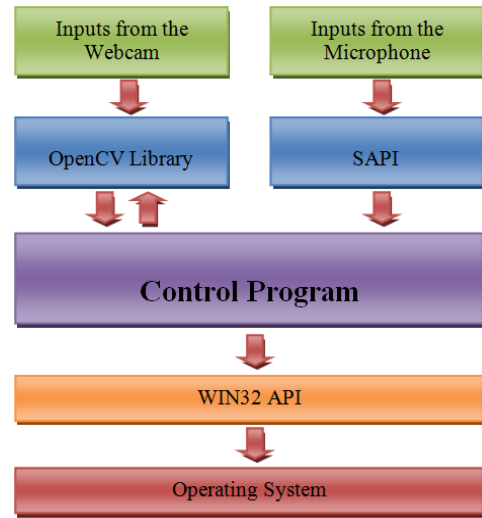 Inputs from the
Webcam
Inputs from the
Microphone
OpenCV Library
SAPI
Control Program
WIN32 API
Operating System